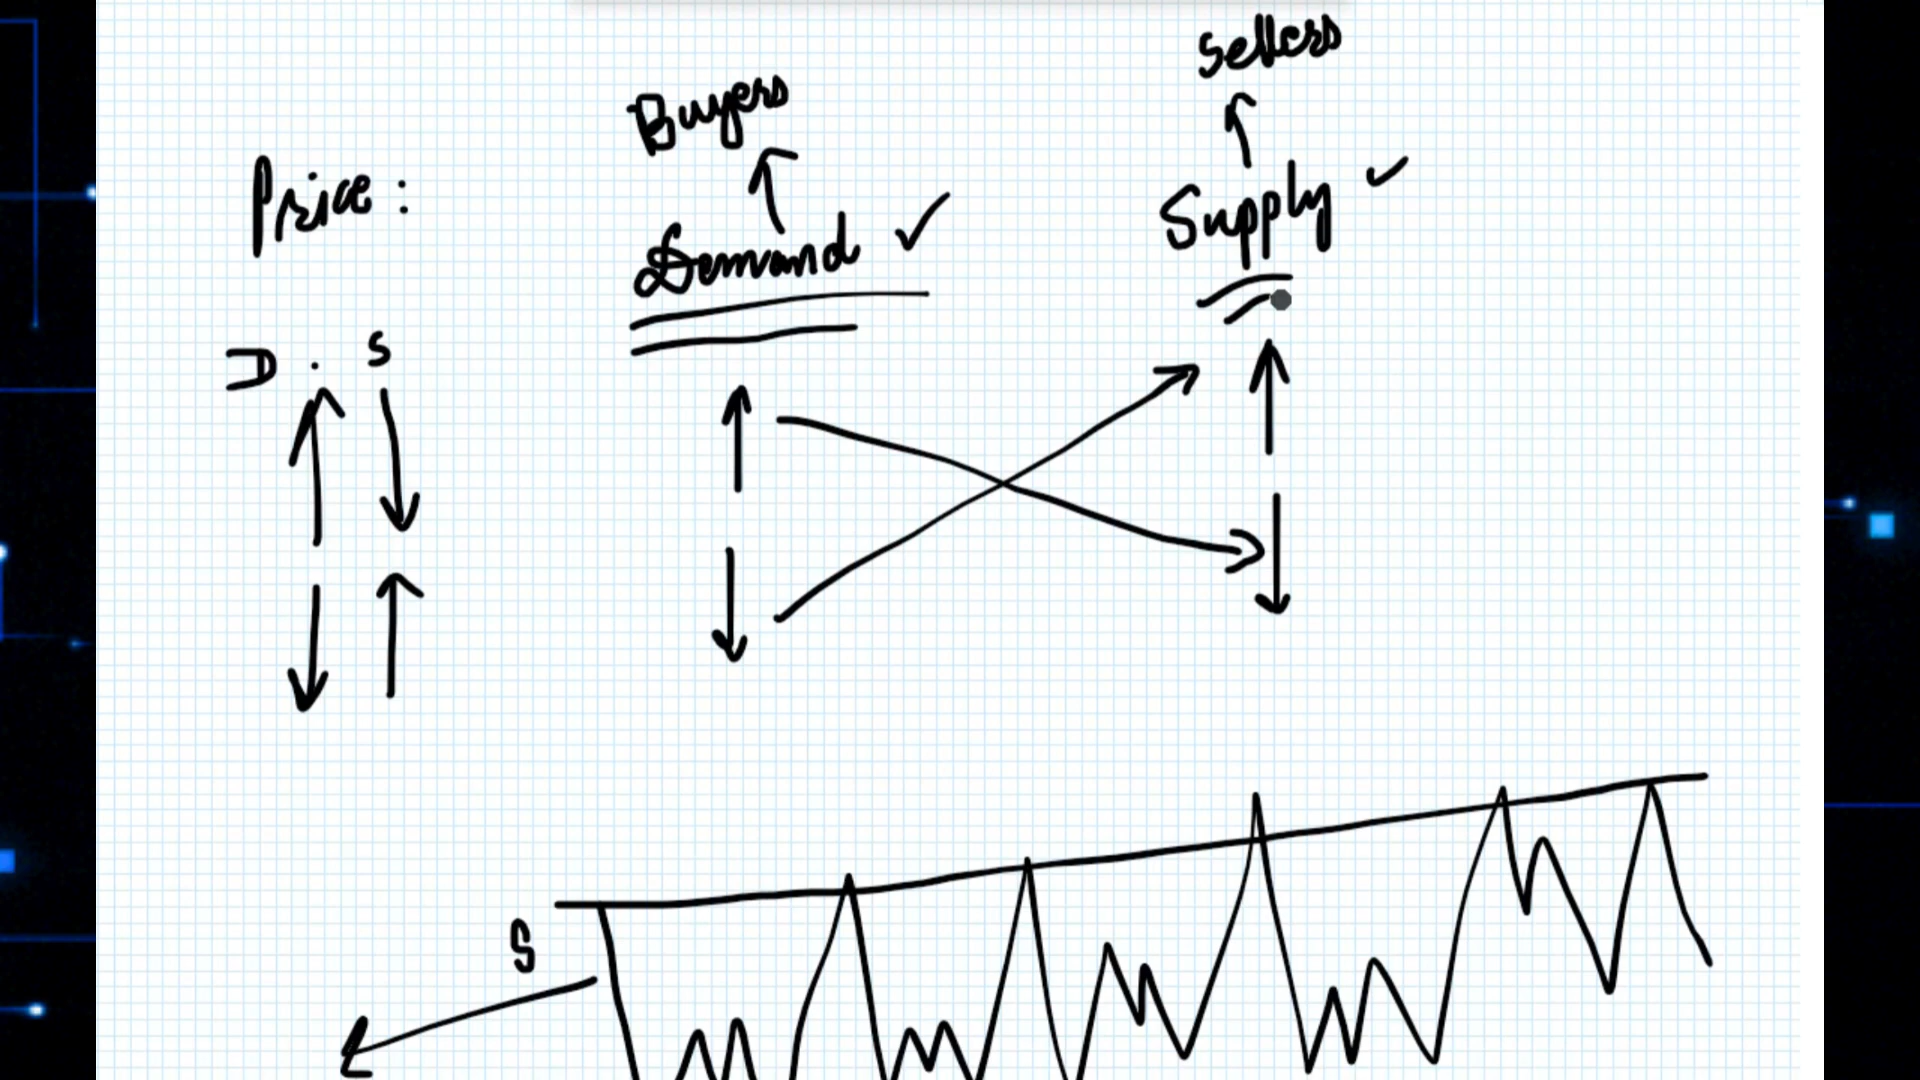 Sellers
Buyers
Price :
Demand ✓
Supply ✓
D . S
S